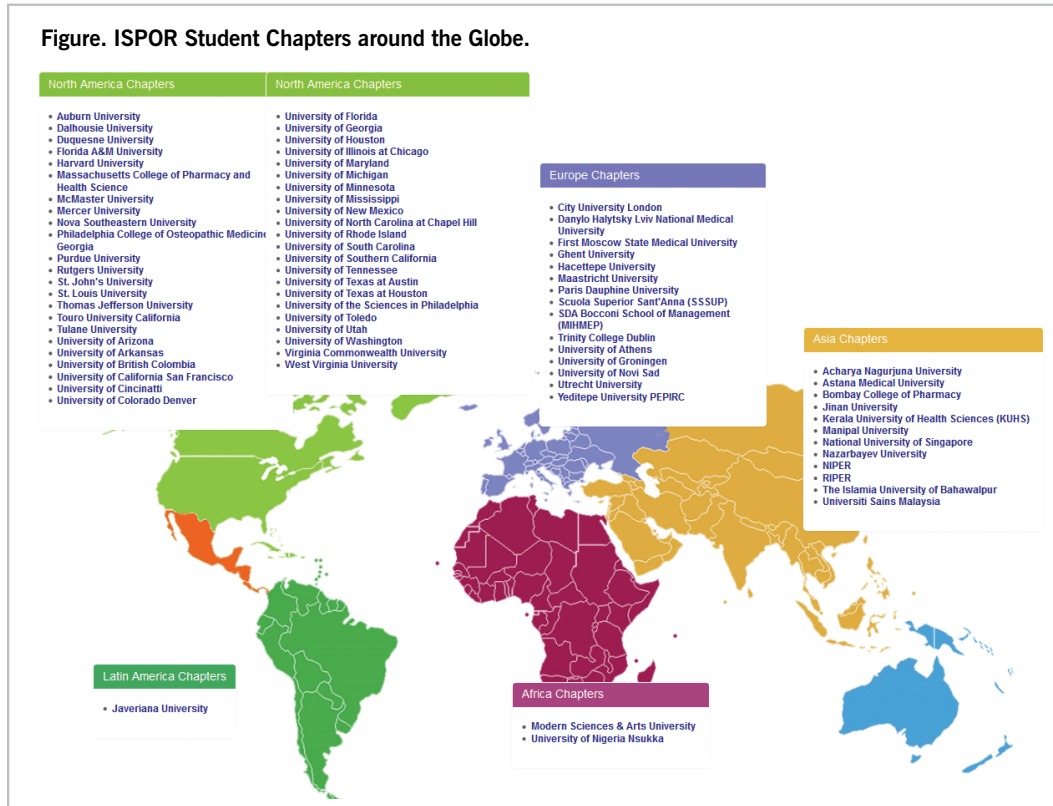 Figure. ISPOR Student Chapters around the Globe.
North America Chapters
• Auburn University
• Dalhousie University
• Duquesne University
• Florida A&M University
• Harvard University
• Massachusetts College of Pharmacy and
Health Science
• McMaster University
• Mercer University
• Nova Southeastern University
• Philadelphia College of Osteopathic Medicine
Georgia
• Purdue University
• Rutgers University
• St. John's University
• St. Louis University
• Thomas Jefferson University
• Touro University California
• Tulane University
• University of Arizona
• University of Arkansas
• University of British Colombia
• University of California San Francisco
• University of Cincinatti
• University of Colorado Denver
North America Chapters
• University of Florida
• University of Georgia
• University of Houston
• University of Illinois at Chicago
• University of Maryland
• University of Michigan
• University of Minnesota
• University of Mississippi
• University of New Mexico
• University of North Carolina at Chapel Hill
• University of Rhode Island
• University of South Carolina
• University of Southern California
• University of Tennessee
• University of Texas at Austin
• University of Texas at Houston
• University of the Sciences in Philadelphia
• University of Toledo
• University of Utah
• University of Washington
• Virginia Commonwealth University
• West Virginia University
Europe Chapters
• City University London
• Danylo Halytsky Lviv National Medical
University
• First Moscow State Medical University
• Ghent University
• Hacettepe University
• Maastricht University
• Paris Dauphine University
• Scuola Superior Sant'Anna (SSSUP)
• SDA Bocconi School of Management
(MIHMEP)
• Trinity College Dublin
• University of Athens
• University of Groningen
• University of Novi Sad
• Utrecht University
• Yeditepe University PEPIRC
Asia Chapters
• Acharya Nagurjuna University
• Astana Medical University
• Bombay College of Pharmacy
• Jinan University
• Kerala University of Health Sciences (KUHS)
• Manipal University
• National University of Singapore
• Nazarbayev University
• NIPER
• RIPER
• The Islamia University of Bahawalpur
• Universiti Sains Malaysia
Latin America Chapters
• Javeriana University
Africa Chapters
• Modern Sciences & Arts University
• University of Nigeria Nsukka